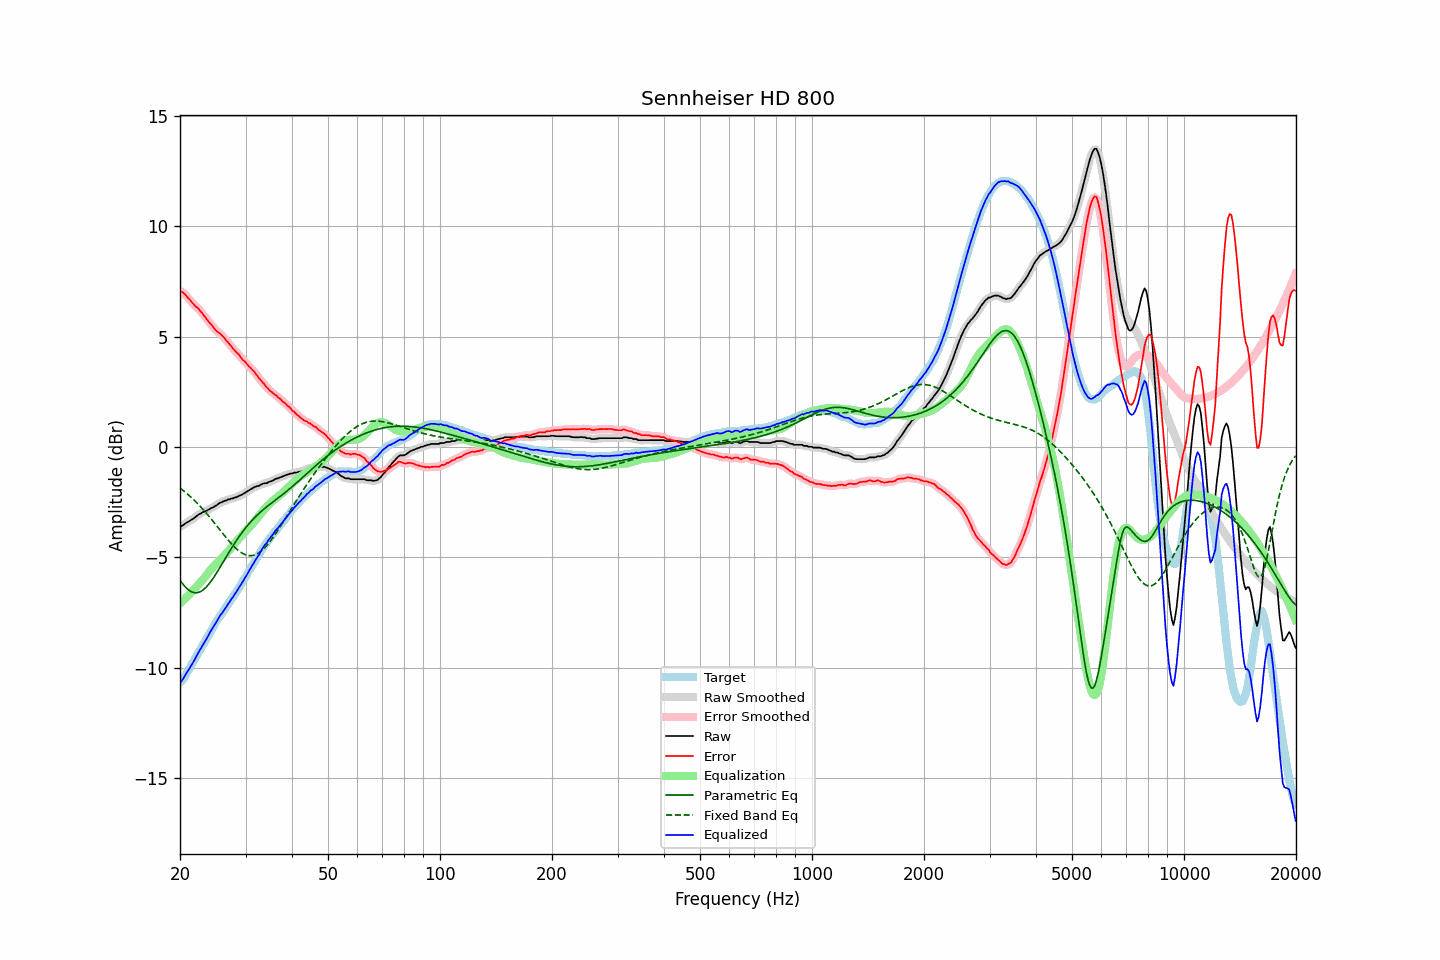 Sennheiser HD 800
15
10
5
0
−5
−10
−15
Amplitude (dBr)
Target
Raw Smoothed
Error Smoothed
Raw
Error
Equalization
Parametric Eq
Fixed Band Eq
Equalized
20 50 100 200 500 1000 2000 5000 10000 20000
Frequency (Hz)